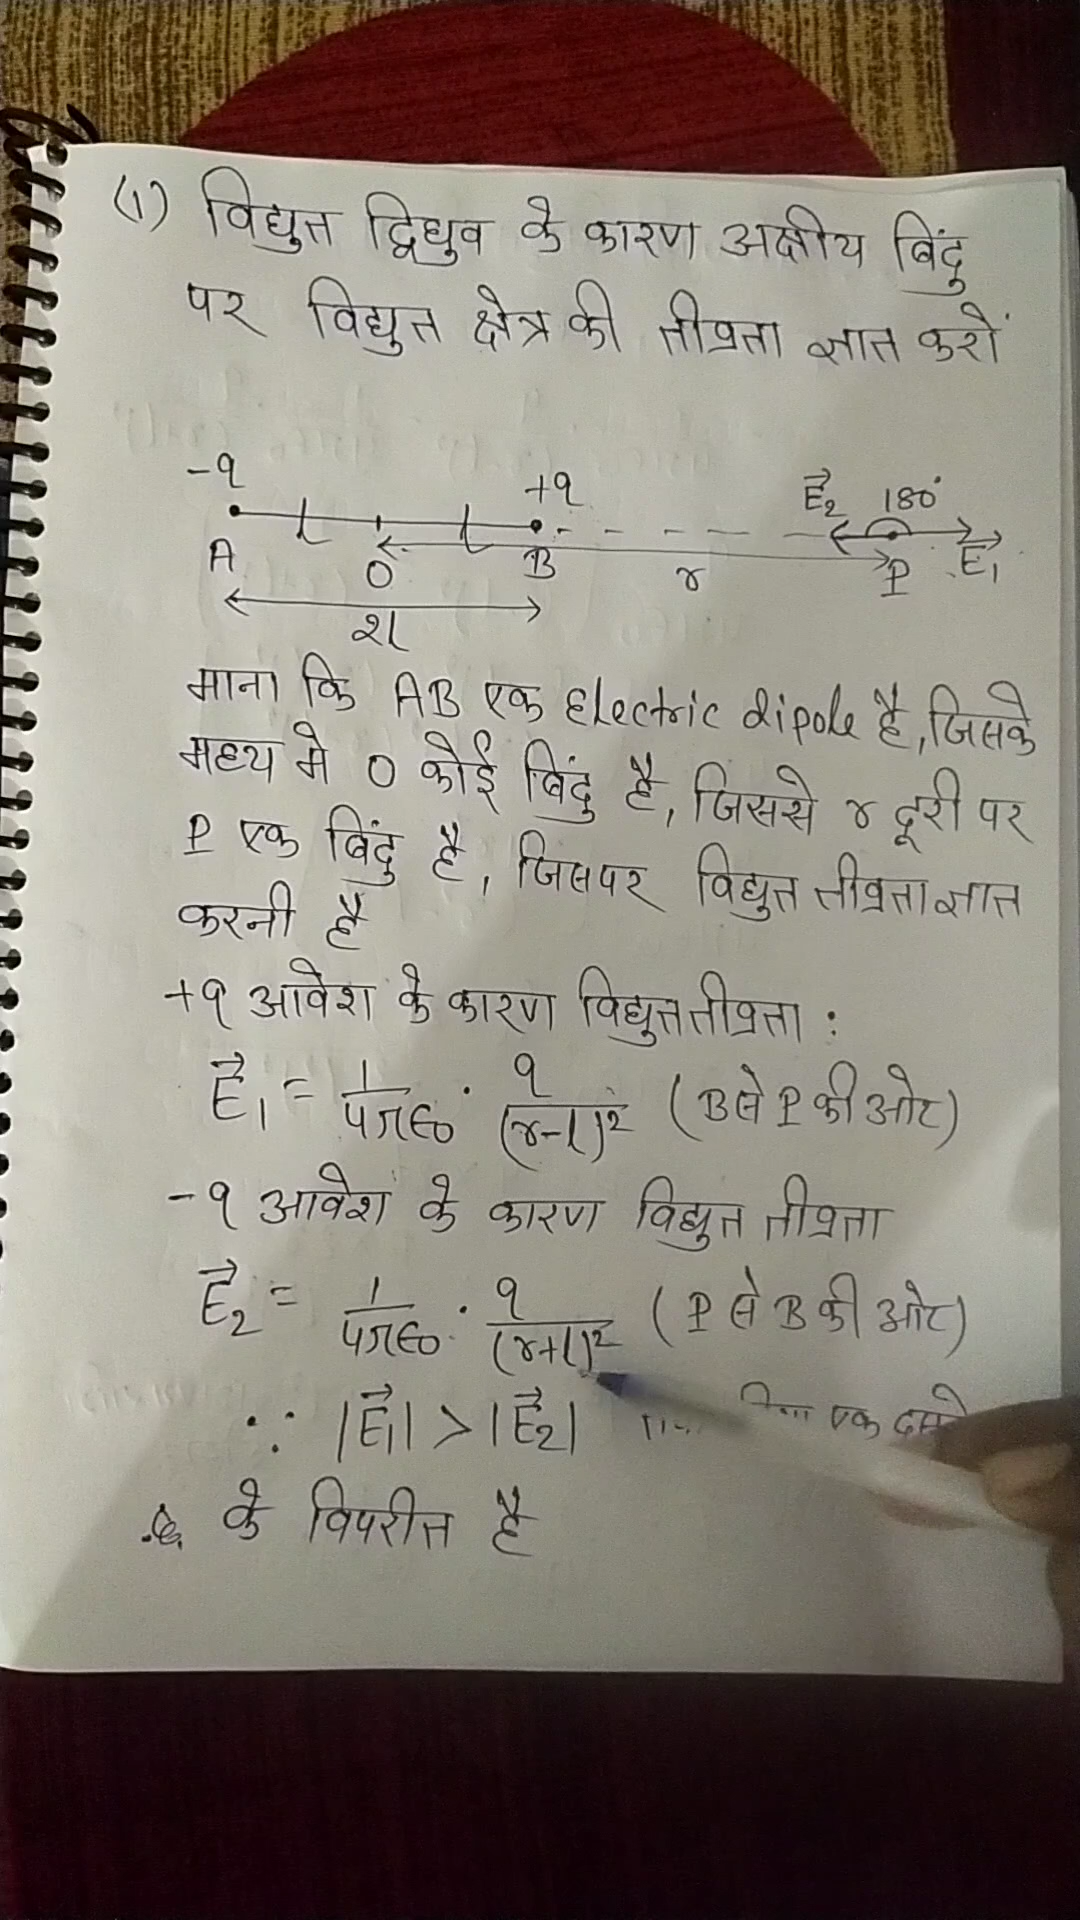 (1) विद्युत द्विध्रुव के कारण अक्षीय बिंदु
पर विद्युत क्षेत्र की तीव्रता ज्ञात करों
-q +q E⃗₂ 180°
l l
A O B r P E⃗₁
2l
माना कि AB एक Electric dipole है, जिसके
मध्य मे O कोई बिंदु है, जिससे r दूरी पर
P एक बिंदु है, जिसपर विद्युत तीव्रता ज्ञात
करनी है
+q आवेश के कारण विद्युत तीव्रता :
E⃗₁ = 1/4πϵ₀ · q/(r-l)² (B से P की ओर)
-q आवेश के कारण विद्युत तीव्रता
E⃗₂ = 1/4πϵ₀ · q/(r+l)² (P से B की ओर)
∵ |E⃗₁| > |E⃗₂| एक दूसरे
के विपरीत है